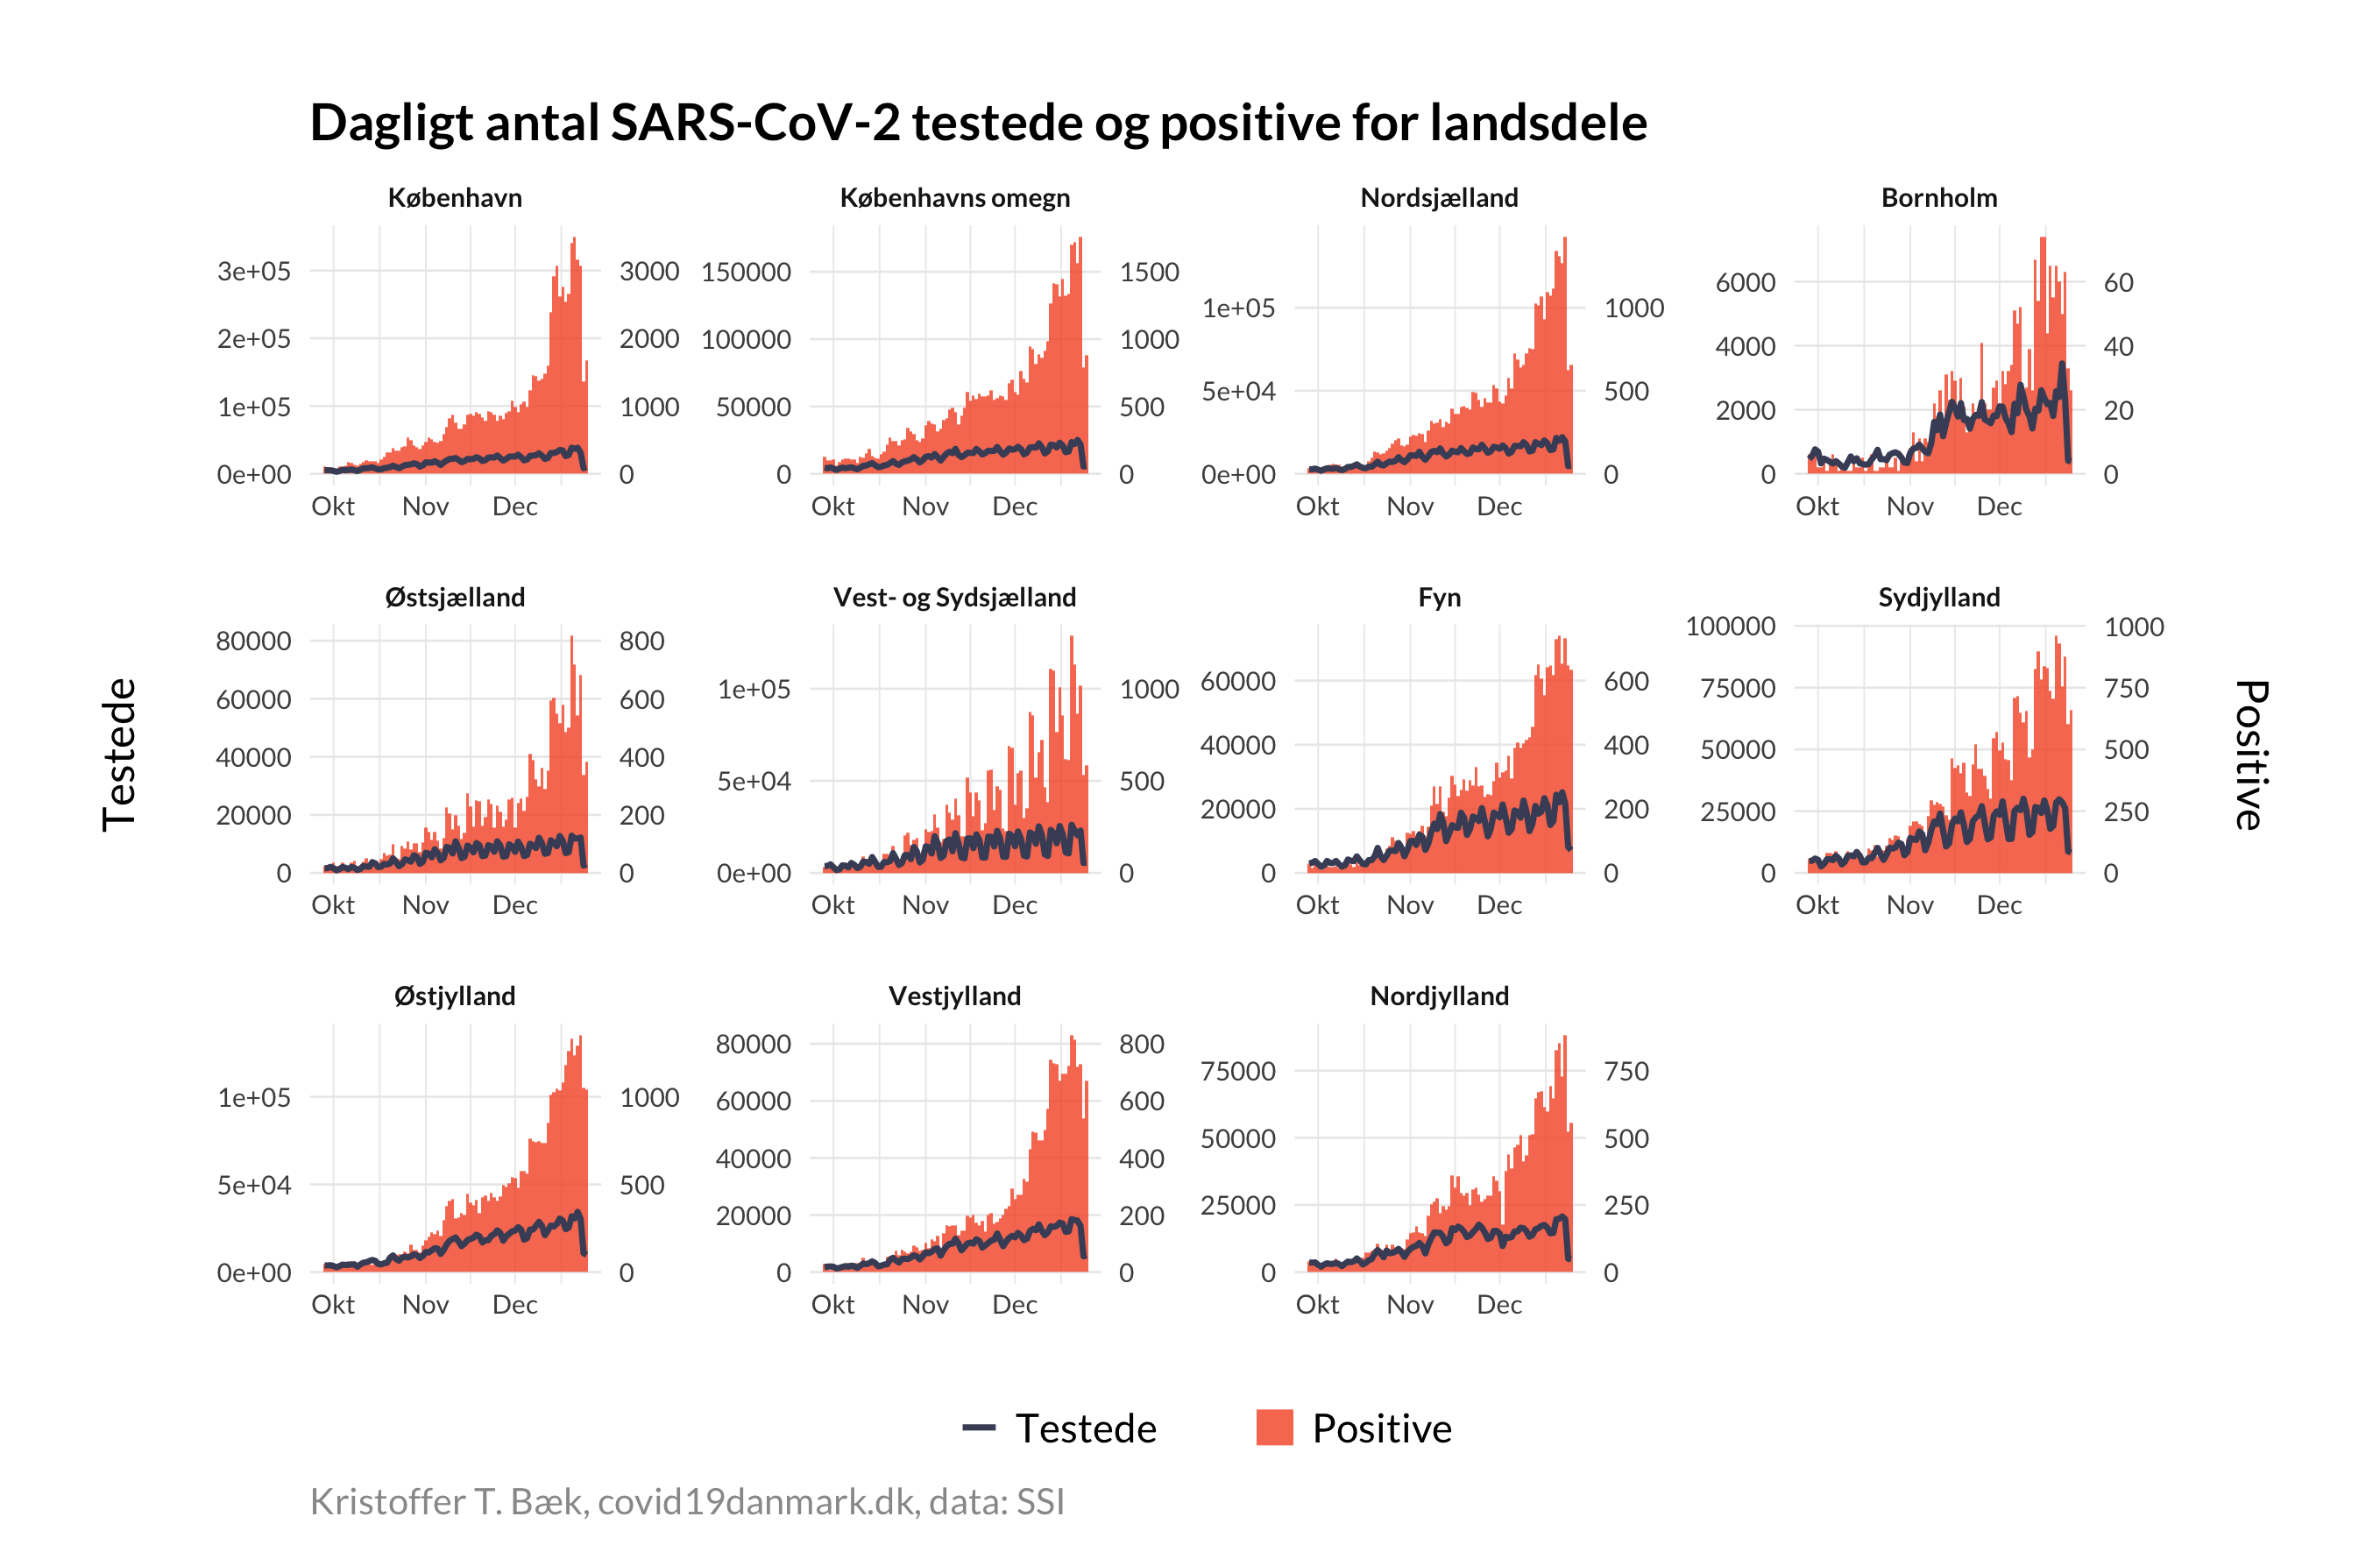 Dagligt antal SARS-CoV-2 testede og positive for landsdele
København
Københavns omegn
Nordsjælland
Bornholm
3e+05
2e+05
1e+05
0e+00
3000
2000
1000
0
Okt Nov Dec
150000
100000
50000
0
1500
1000
500
0
Okt Nov Dec
1e+05
5e+04
0e+00
1000
500
0
Okt Nov Dec
6000
4000
2000
0
60
40
20
0
Okt Nov Dec
Testede
Østsjælland
Vest- og Sydsjælland
Fyn
Sydjylland
80000
60000
40000
20000
0
800
600
400
200
0
Okt Nov Dec
1e+05
5e+04
0e+00
1000
500
0
Okt Nov Dec
60000
40000
20000
0
600
400
200
0
Okt Nov Dec
100000
75000
50000
25000
0
1000
750
500
250
0
Okt Nov Dec
Positive
Østjylland
Vestjylland
Nordjylland
1e+05
5e+04
0e+00
1000
500
0
Okt Nov Dec
80000
60000
40000
20000
0
800
600
400
200
0
Okt Nov Dec
75000
50000
25000
0
750
500
250
0
Okt Nov Dec
Testede Positive
Kristoffer T. Bæk, covid19danmark.dk, data: SSI